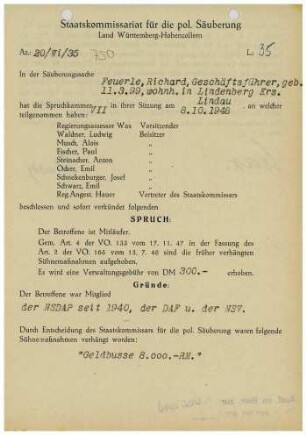 Staatskommissariat für die pol. Säuberung
Land Württemberg-Hohenzollern
Az.: 20/VI/35 L 35
In der Säuberungssache Feuerle, Richard, Geschäftsführer, geb.
11.3.99, wohnh. in Lindenberg Krs.
Lindau
hat die Spruchkammer VII in ihrer Sitzung am 8.10.1948 an welcher
teilgenommen haben:
Regierungsassessor Wax Vorsitzender
Waldner, Ludwig Beisitzer
Musch, Alois
Fischer, Paul
Steinacher, Anton
Ocker, Emil
Schnekenburger, Josef
Schwarz, Emil
Reg.Angest. Hauer Vertreter des Staatskommissars
beschlossen und sofort verkündet folgenden
SPRUCH:
Der Betroffene ist Mitläufer.
Gem. Art. 4 der VO. 133 vom 17. 11. 47 in der Fassung des
Art. 2 der VO 164 vom 13. 7. 48 sind die früher verhängten
Sühnemaßnahmen aufgehoben.
Es wird eine Verwaltungsgebühr von DM 300.- erhoben.
Gründe:
Der Betroffene war Mitglied
der NSDAP seit 1940, der DAF u. der NSV.
Durch Entscheidung des Staatskommissars für die pol. Säuberung waren folgende
Sühnemaßnahmen verhängt worden:
"Geldbusse 8.000.-RM."